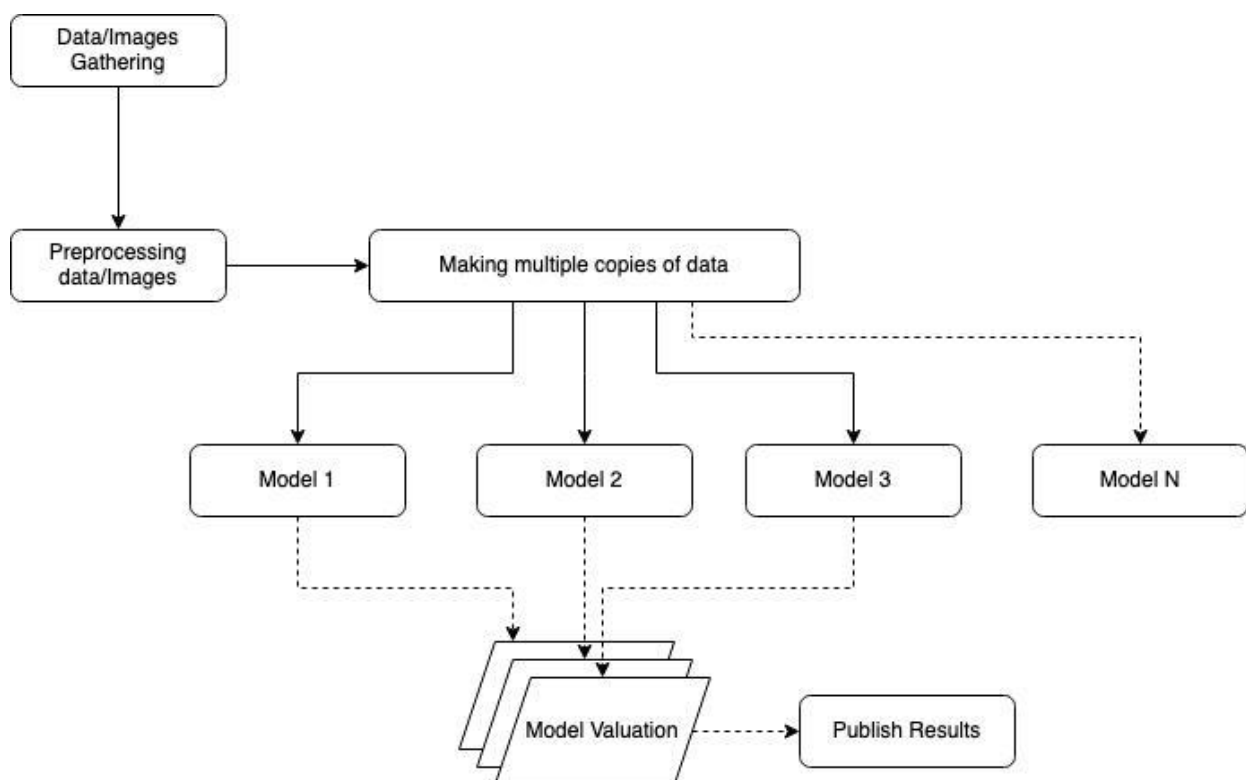 Data/Images
Gathering
Preprocessing
data/Images
Making multiple copies of data
Model 1
Model 2
Model 3
Model N
Model Valuation
Publish Results